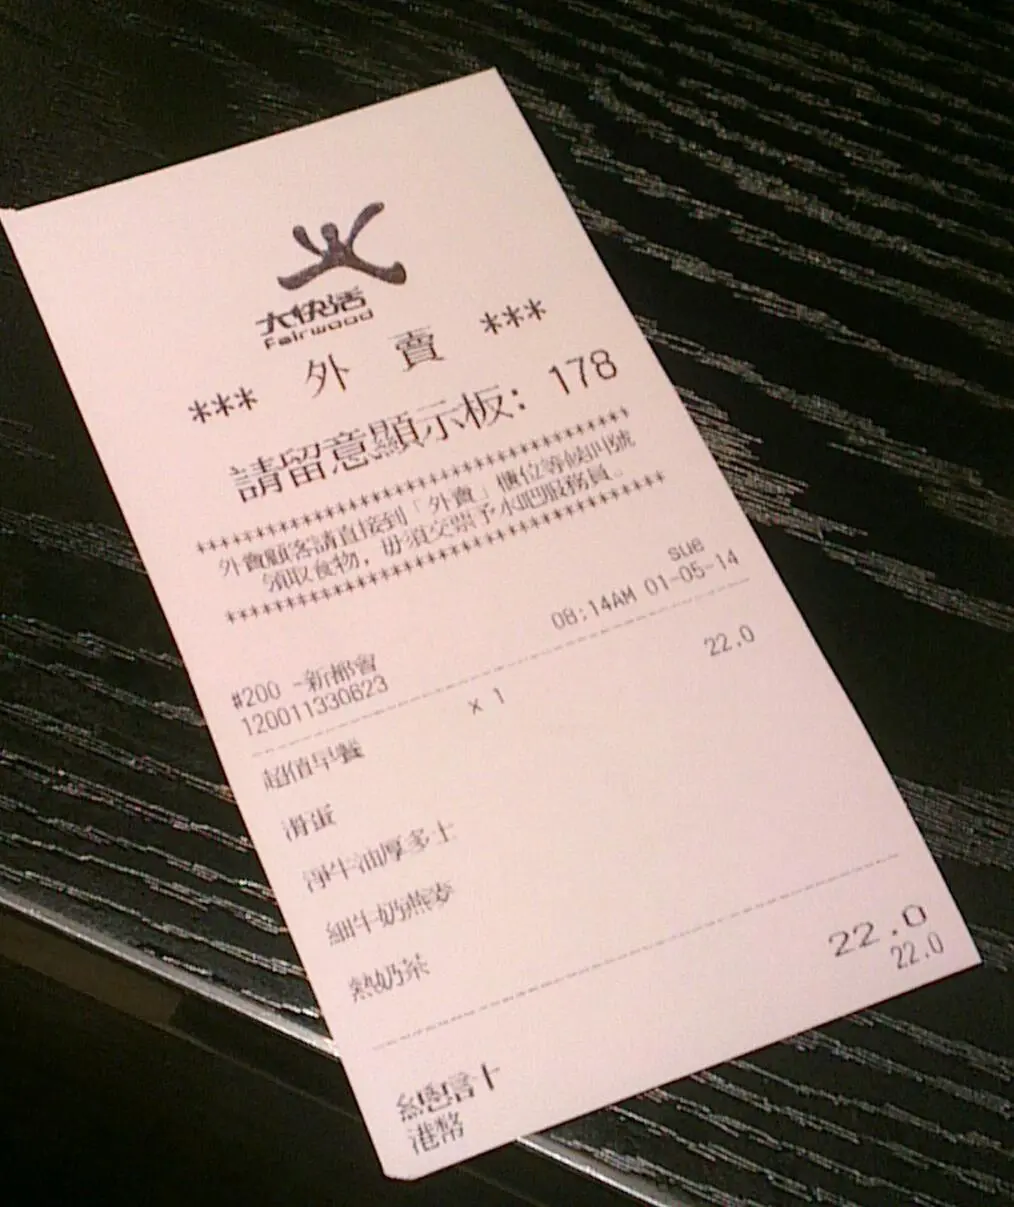 大快活
Fairwood
*** 外 賣 ***
請留意顯示板: 178
***********************************
外賣顧客請直接到「外賣」櫃位等候叫號
領取食物，毋須交票予水吧服務員。
***********************************
sue
#200 -新都會 08:14AM 01-05-14
120011330623
超值早餐 x 1 22.0
滑蛋
淨牛油厚多士
細牛奶燕麥
熱奶茶
總計 22.0
港幣 22.0